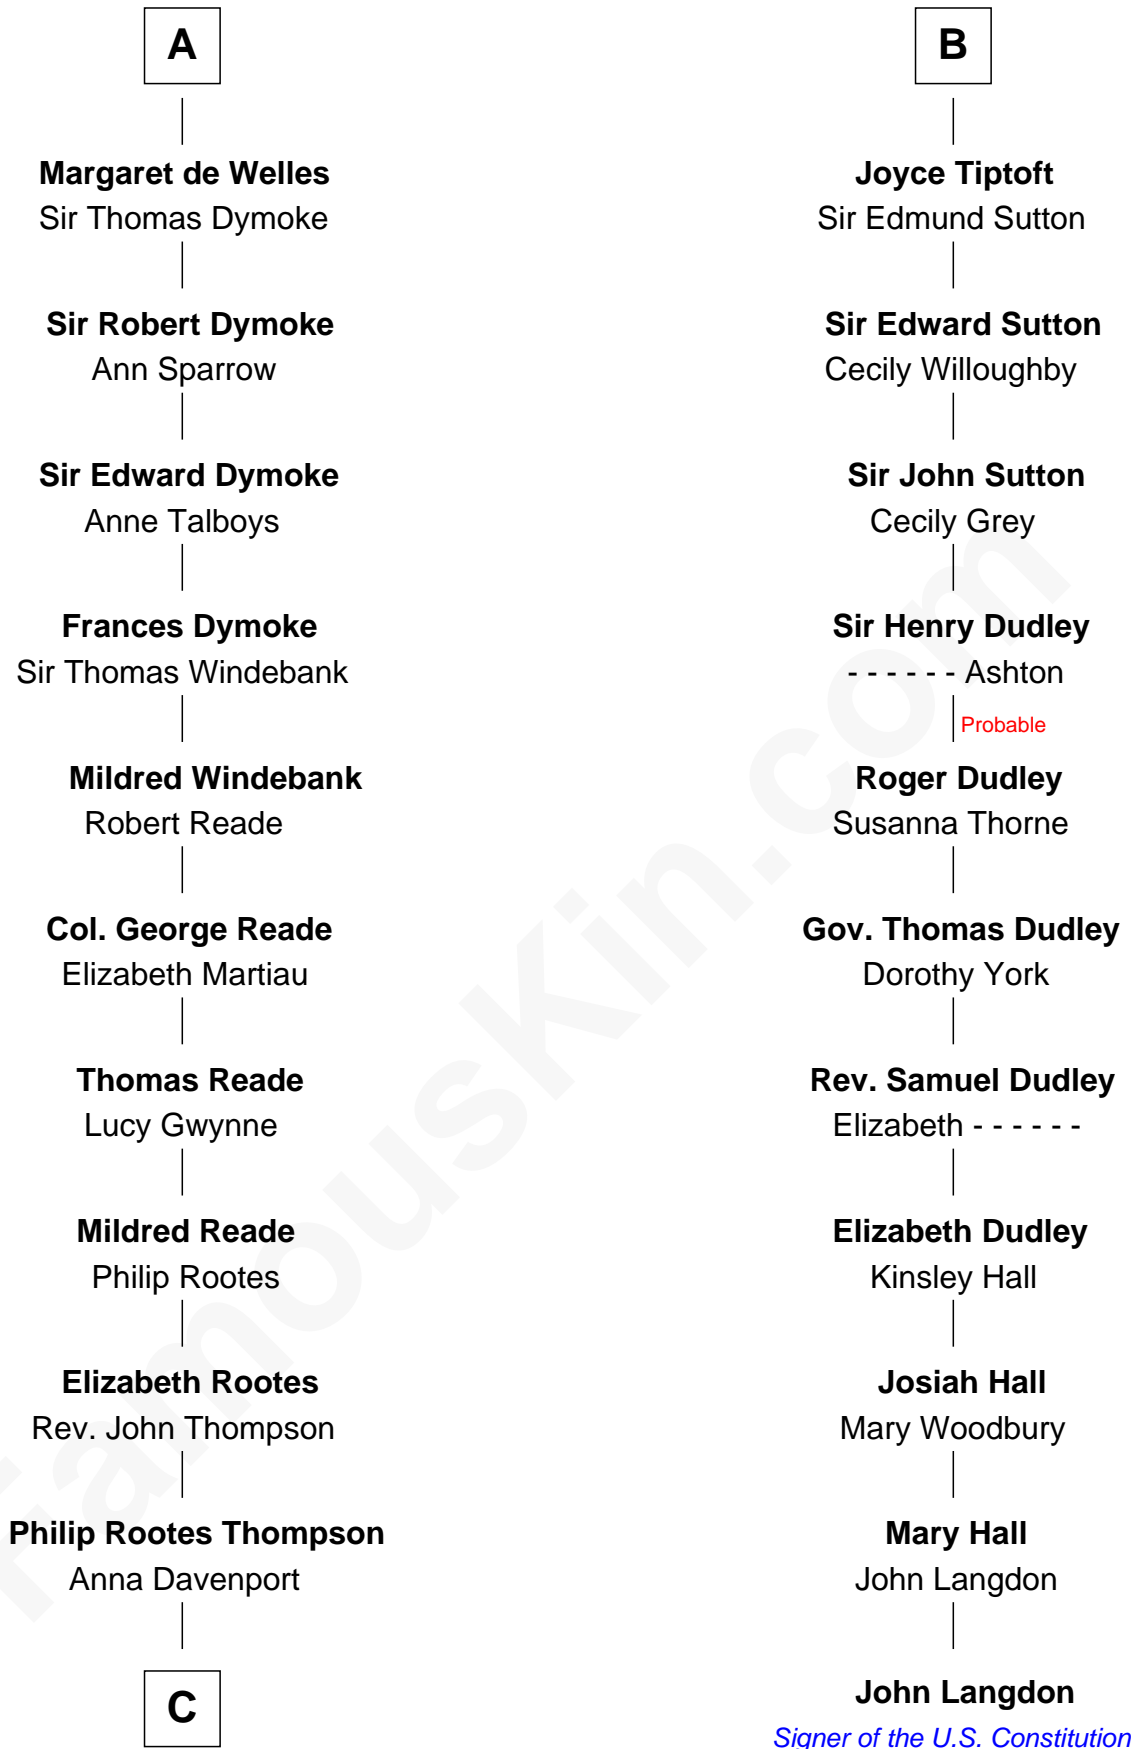 A
Margaret de Welles
Sir Thomas Dymoke
Sir Robert Dymoke
Ann Sparrow
Sir Edward Dymoke
Anne Talboys
Frances Dymoke
Sir Thomas Windebank
Mildred Windebank
Robert Reade
Col. George Reade
Elizabeth Martiau
Thomas Reade
Lucy Gwynne
Mildred Reade
Philip Rootes
Elizabeth Rootes
Rev. John Thompson
Philip Rootes Thompson
Anna Davenport
C
B
Joyce Tiptoft
Sir Edmund Sutton
Sir Edward Sutton
Cecily Willoughby
Sir John Sutton
Cecily Grey
Sir Henry Dudley
- - - - - - Ashton
Probable
Roger Dudley
Susanna Thorne
Gov. Thomas Dudley
Dorothy York
Rev. Samuel Dudley
Elizabeth - - - - - -
Elizabeth Dudley
Kinsley Hall
Josiah Hall
Mary Woodbury
Mary Hall
John Langdon
John Langdon
Signer of the U.S. Constitution
FamousKin.com